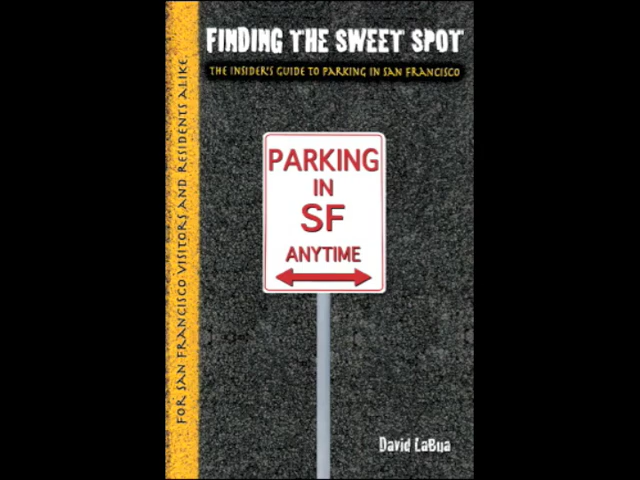 FINDING THE SWEET SPOT
THE INSIDER'S GUIDE TO PARKING IN SAN FRANCISCO
FOR SAN FRANCISCO VISITORS AND RESIDENTS ALIKE
PARKING
IN
SF
ANYTIME
David LaBua